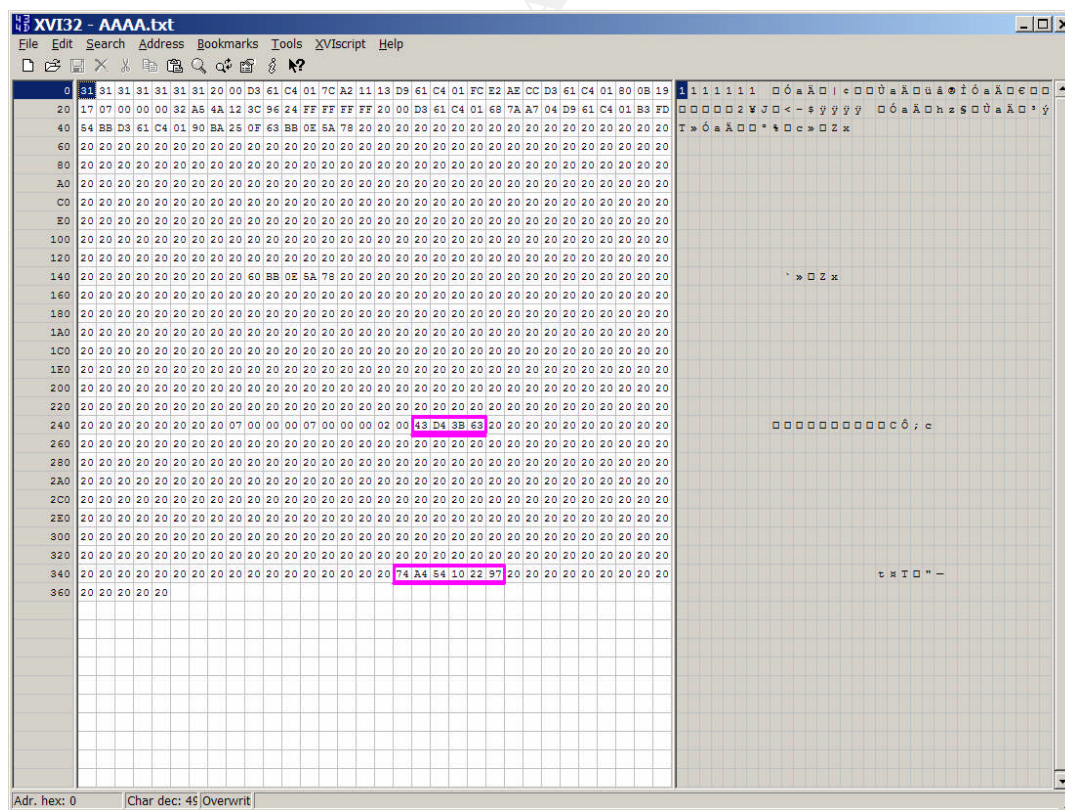 XVI32 - AAAA.txt
File Edit Search Address Bookmarks Tools XVIscript Help
0 31 31 31 31 31 31 31 20 00 D3 61 C4 01 7C A2 11 13 D9 61 C4 01 FC E2 AE CC D3 61 C4 01 80 0B 19 1 1 1 1 1 1 1 □ Ó a Ä □ | ¢ □ □ Ù a Ä □ ü â ® Ì Ó a Ä □ € □ □
20 17 07 00 00 00 32 A5 4A 12 3C 96 24 FF FF FF FF 20 00 D3 61 C4 01 68 7A A7 04 D9 61 C4 01 B3 FD □ □ □ □ □ 2 ¥ J □ < – $ ÿ ÿ ÿ ÿ □ Ó a Ä □ h z § □ Ù a Ä □ ³ ý
40 54 BB D3 61 C4 01 90 BA 25 0F 63 BB 0E 5A 78 20 20 20 20 20 20 20 20 20 20 20 20 20 20 20 20 20 T » Ó a Ä □ □ º % □ c » □ Z x
60 20 20 20 20 20 20 20 20 20 20 20 20 20 20 20 20 20 20 20 20 20 20 20 20 20 20 20 20 20 20 20 20
80 20 20 20 20 20 20 20 20 20 20 20 20 20 20 20 20 20 20 20 20 20 20 20 20 20 20 20 20 20 20 20 20
A0 20 20 20 20 20 20 20 20 20 20 20 20 20 20 20 20 20 20 20 20 20 20 20 20 20 20 20 20 20 20 20 20
C0 20 20 20 20 20 20 20 20 20 20 20 20 20 20 20 20 20 20 20 20 20 20 20 20 20 20 20 20 20 20 20 20
E0 20 20 20 20 20 20 20 20 20 20 20 20 20 20 20 20 20 20 20 20 20 20 20 20 20 20 20 20 20 20 20 20
100 20 20 20 20 20 20 20 20 20 20 20 20 20 20 20 20 20 20 20 20 20 20 20 20 20 20 20 20 20 20 20 20
120 20 20 20 20 20 20 20 20 20 20 20 20 20 20 20 20 20 20 20 20 20 20 20 20 20 20 20 20 20 20 20 20
140 20 20 20 20 20 20 20 20 20 60 BB 0E 5A 78 20 20 20 20 20 20 20 20 20 20 20 20 20 20 20 20 20 20 ` » □ Z x
160 20 20 20 20 20 20 20 20 20 20 20 20 20 20 20 20 20 20 20 20 20 20 20 20 20 20 20 20 20 20 20 20
180 20 20 20 20 20 20 20 20 20 20 20 20 20 20 20 20 20 20 20 20 20 20 20 20 20 20 20 20 20 20 20 20
1A0 20 20 20 20 20 20 20 20 20 20 20 20 20 20 20 20 20 20 20 20 20 20 20 20 20 20 20 20 20 20 20 20
1C0 20 20 20 20 20 20 20 20 20 20 20 20 20 20 20 20 20 20 20 20 20 20 20 20 20 20 20 20 20 20 20 20
1E0 20 20 20 20 20 20 20 20 20 20 20 20 20 20 20 20 20 20 20 20 20 20 20 20 20 20 20 20 20 20 20 20
200 20 20 20 20 20 20 20 20 20 20 20 20 20 20 20 20 20 20 20 20 20 20 20 20 20 20 20 20 20 20 20 20
220 20 20 20 20 20 20 20 20 20 20 20 20 20 20 20 20 20 20 20 20 20 20 20 20 20 20 20 20 20 20 20 20
240 20 20 20 20 20 20 20 20 07 00 00 00 07 00 00 00 02 00 43 D4 3B 63 20 20 20 20 20 20 20 20 20 20 □ □ □ □ □ □ □ □ □ □ C Ô ; c
260 20 20 20 20 20 20 20 20 20 20 20 20 20 20 20 20 20 20 20 20 20 20 20 20 20 20 20 20 20 20 20 20
280 20 20 20 20 20 20 20 20 20 20 20 20 20 20 20 20 20 20 20 20 20 20 20 20 20 20 20 20 20 20 20 20
2A0 20 20 20 20 20 20 20 20 20 20 20 20 20 20 20 20 20 20 20 20 20 20 20 20 20 20 20 20 20 20 20 20
2C0 20 20 20 20 20 20 20 20 20 20 20 20 20 20 20 20 20 20 20 20 20 20 20 20 20 20 20 20 20 20 20 20
2E0 20 20 20 20 20 20 20 20 20 20 20 20 20 20 20 20 20 20 20 20 20 20 20 20 20 20 20 20 20 20 20 20
300 20 20 20 20 20 20 20 20 20 20 20 20 20 20 20 20 20 20 20 20 20 20 20 20 20 20 20 20 20 20 20 20
320 20 20 20 20 20 20 20 20 20 20 20 20 20 20 20 20 20 20 20 20 20 20 20 20 20 20 20 20 20 20 20 20
340 20 20 20 20 20 20 20 20 20 20 20 20 20 20 20 20 20 74 A4 54 10 22 97 20 20 20 20 20 20 20 20 20 t ¤ T □ " —
360 20 20 20 20 20
Adr. hex: 0 Char dec: 49 Overwrit